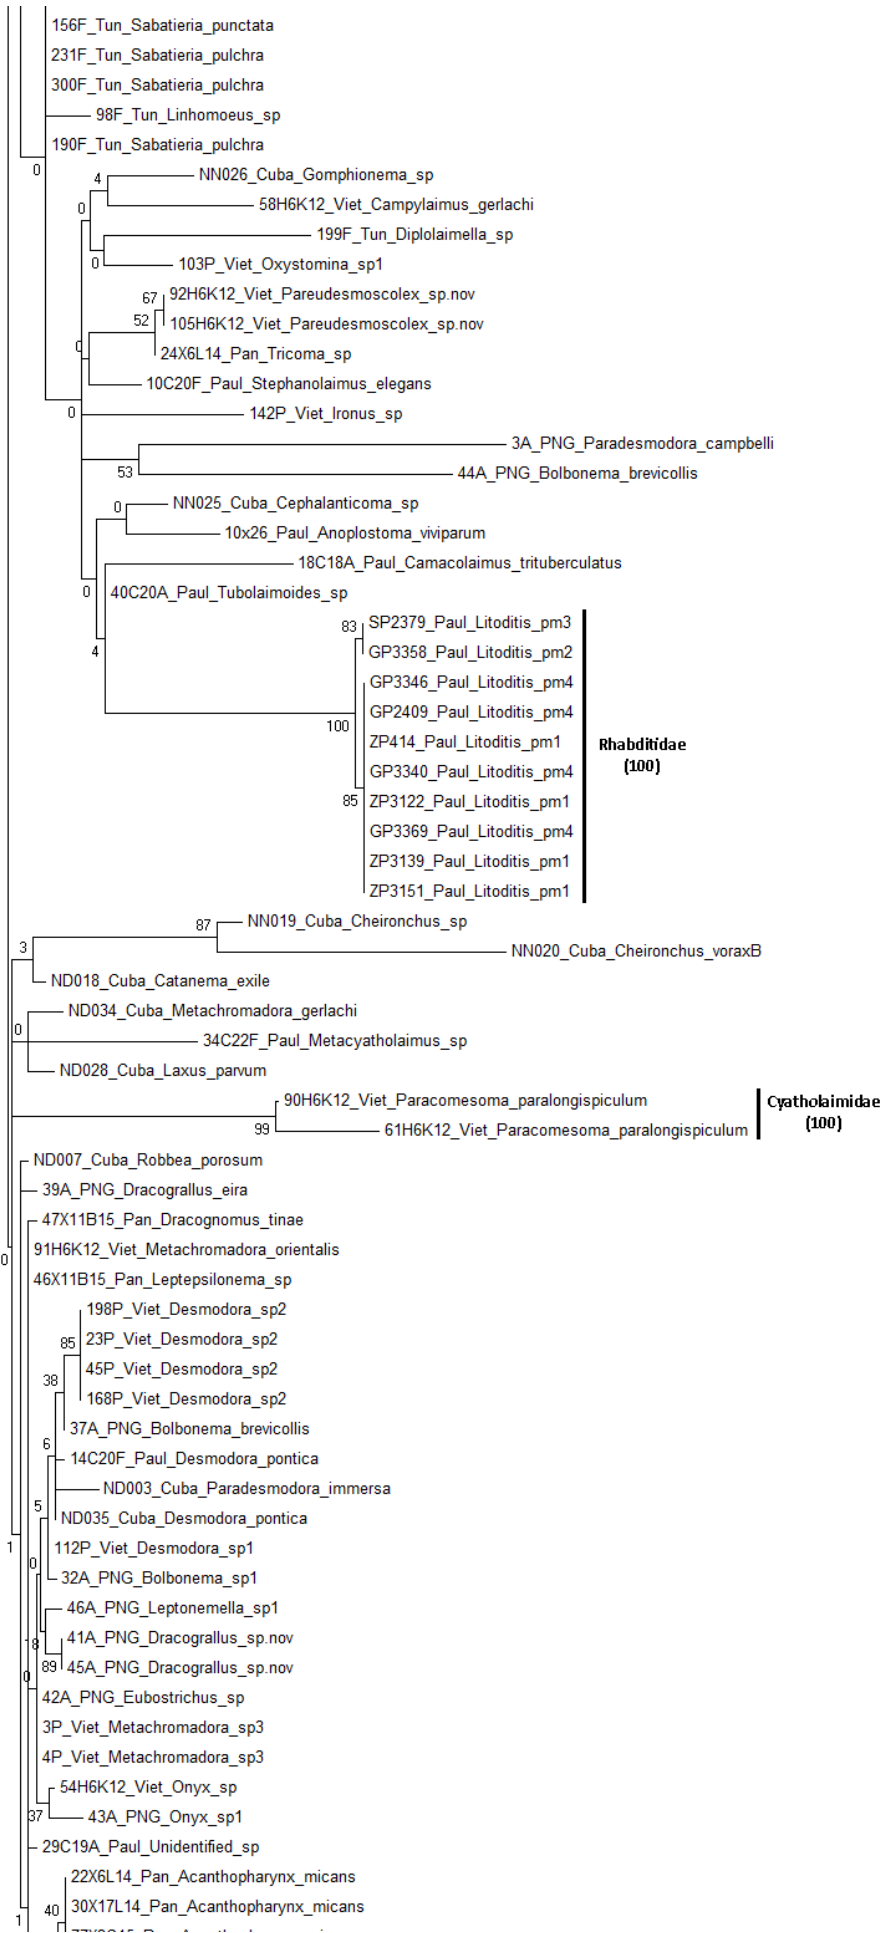 156F_Tun_Sabatieria_punctata
231F_Tun_Sabatieria_pulchra
300F_Tun_Sabatieria_pulchra
98F_Tun_Linhomoeus_sp
190F_Tun_Sabatieria_pulchra
0
NN026_Cuba_Gomphionema_sp
4
58H6K12_Viet_Campylaimus_gerlachi
0
199F_Tun_Diplolaimella_sp
103P_Viet_Oxystomina_sp1
0
92H6K12_Viet_Pareudesmoscolex_sp.nov
67
105H6K12_Viet_Pareudesmoscolex_sp.nov
52
24X6L14_Pan_Tricoma_sp
0
10C20F_Paul_Stephanolaimus_elegans
142P_Viet_Ironus_sp
0
3A_PNG_Paradesmodora_campbelli
44A_PNG_Bolbonema_brevicollis
53
NN025_Cuba_Cephalanticoma_sp
0
10x26_Paul_Anoplostoma_viviparum
18C18A_Paul_Camacolaimus_trituberculatus
40C20A_Paul_Tubolaimoides_sp
0
SP2379_Paul_Litoditis_pm3
83
GP3358_Paul_Litoditis_pm2
4
GP3346_Paul_Litoditis_pm4
GP2409_Paul_Litoditis_pm4
100
ZP414_Paul_Litoditis_pm1
Rhabditidae
(100)
GP3340_Paul_Litoditis_pm4
ZP3122_Paul_Litoditis_pm1
85
GP3369_Paul_Litoditis_pm4
ZP3139_Paul_Litoditis_pm1
ZP3151_Paul_Litoditis_pm1
NN019_Cuba_Cheironchus_sp
87
NN020_Cuba_Cheironchus_voraxB
3
ND018_Cuba_Catanema_exile
ND034_Cuba_Metachromadora_gerlachi
0
34C22F_Paul_Metacyatholaimus_sp
ND028_Cuba_Laxus_parvum
90H6K12_Viet_Paracomesoma_paralongispiculum
Cyatholaimidae
(100)
99
61H6K12_Viet_Paracomesoma_paralongispiculum
ND007_Cuba_Robbea_porosum
39A_PNG_Dracograllus_eira
47X11B15_Pan_Dracognomus_tinae
91H6K12_Viet_Metachromadora_orientalis
0
46X11B15_Pan_Leptepsilonema_sp
198P_Viet_Desmodora_sp2
85
23P_Viet_Desmodora_sp2
45P_Viet_Desmodora_sp2
38
168P_Viet_Desmodora_sp2
37A_PNG_Bolbonema_brevicollis
6
14C20F_Paul_Desmodora_pontica
ND003_Cuba_Paradesmodora_immersa
5
ND035_Cuba_Desmodora_pontica
1
112P_Viet_Desmodora_sp1
0
32A_PNG_Bolbonema_sp1
46A_PNG_Leptonemella_sp1
41A_PNG_Dracograllus_sp.nov
8
89
45A_PNG_Dracograllus_sp.nov
0
42A_PNG_Eubostrichus_sp
3P_Viet_Metachromadora_sp3
4P_Viet_Metachromadora_sp3
54H6K12_Viet_Onyx_sp
37
43A_PNG_Onyx_sp1
29C19A_Paul_Unidentified_sp
22X6L14_Pan_Acanthopharynx_micans
40
30X17L14_Pan_Acanthopharynx_micans
1